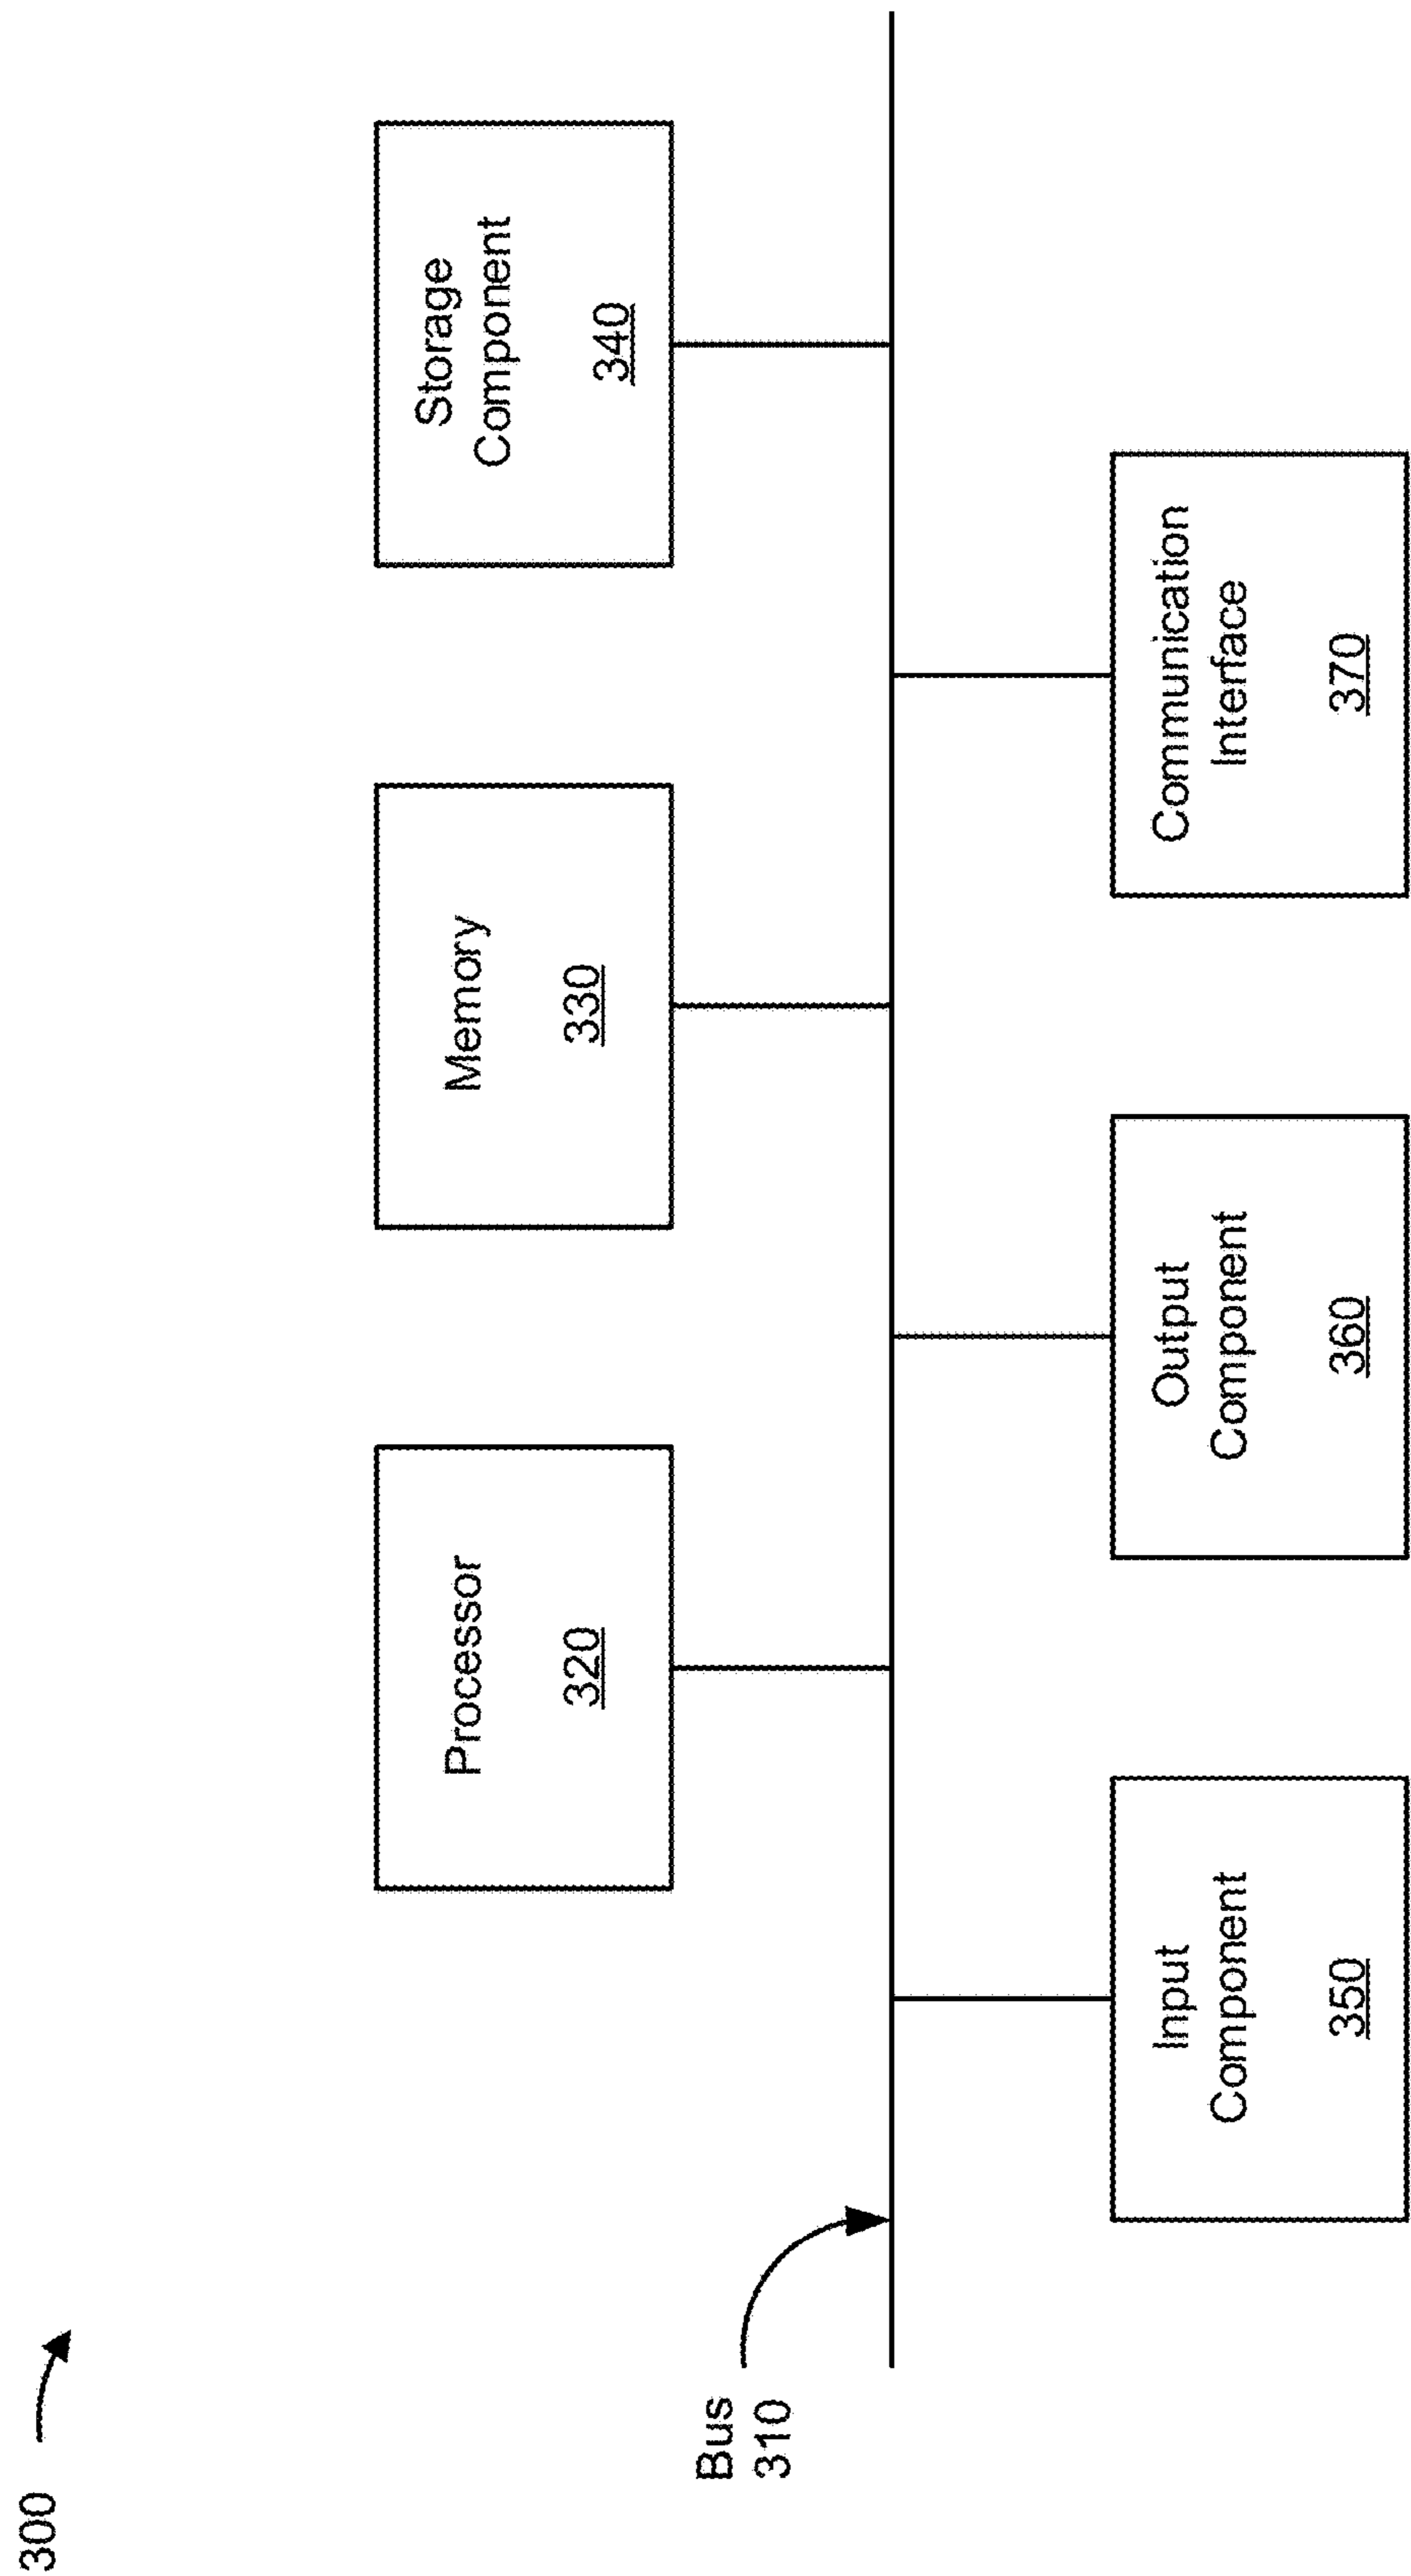 300
Processor
320
Memory
330
Storage
Component
340
Bus
310
Input
Component
350
Output
Component
360
Communication
Interface
370